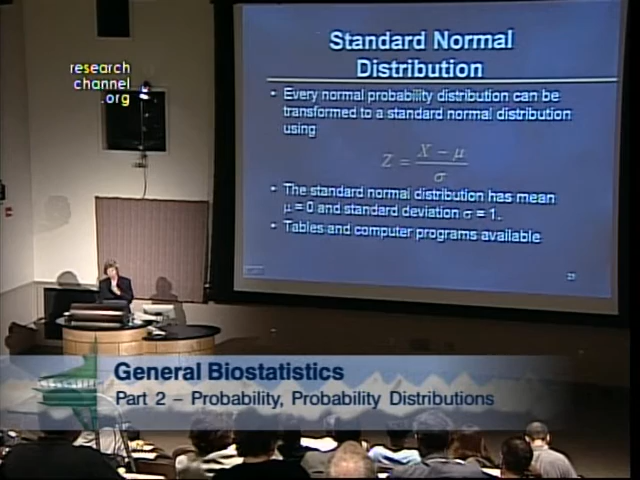 research
channel
.org
Standard Normal
Distribution
• Every normal probability distribution can be
transformed to a standard normal distribution
using
Z = X − μ / σ
• The standard normal distribution has mean
μ = 0 and standard deviation σ = 1.
• Tables and computer programs available
General Biostatistics
Part 2 – Probability, Probability Distributions